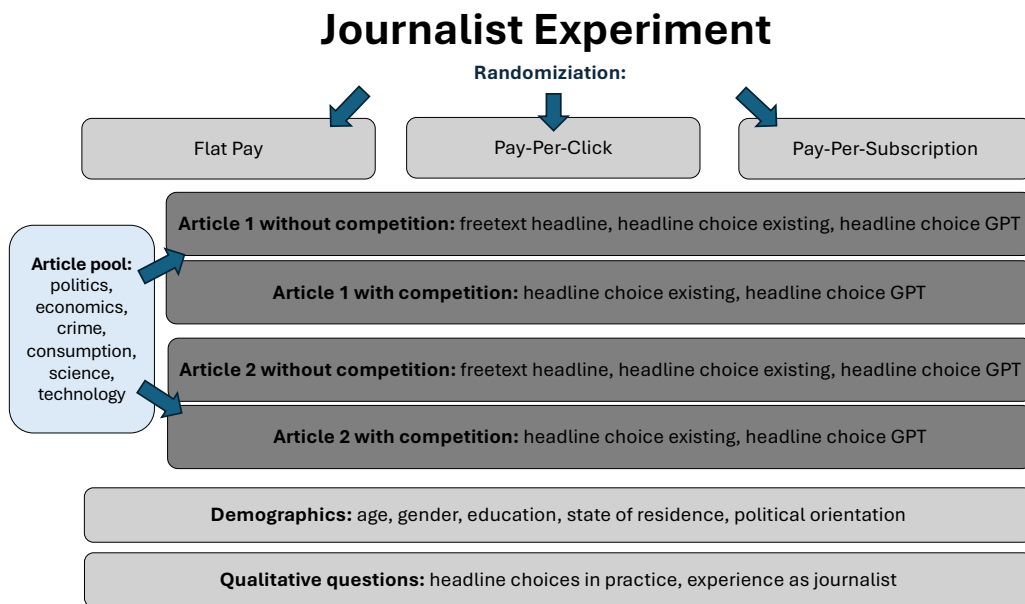 Journalist Experiment
Randomiziation:
Flat Pay
Pay-Per-Click
Pay-Per-Subscription
Article 1 without competition: freetext headline, headline choice existing, headline choice GPT
Article 1 with competition: headline choice existing, headline choice GPT
Article pool:
politics,
economics,
crime,
consumption,
science,
technology
Article 2 without competition: freetext headline, headline choice existing, headline choice GPT
Article 2 with competition: headline choice existing, headline choice GPT
Demographics: age, gender, education, state of residence, political orientation
Qualitative questions: headline choices in practice, experience as journalist